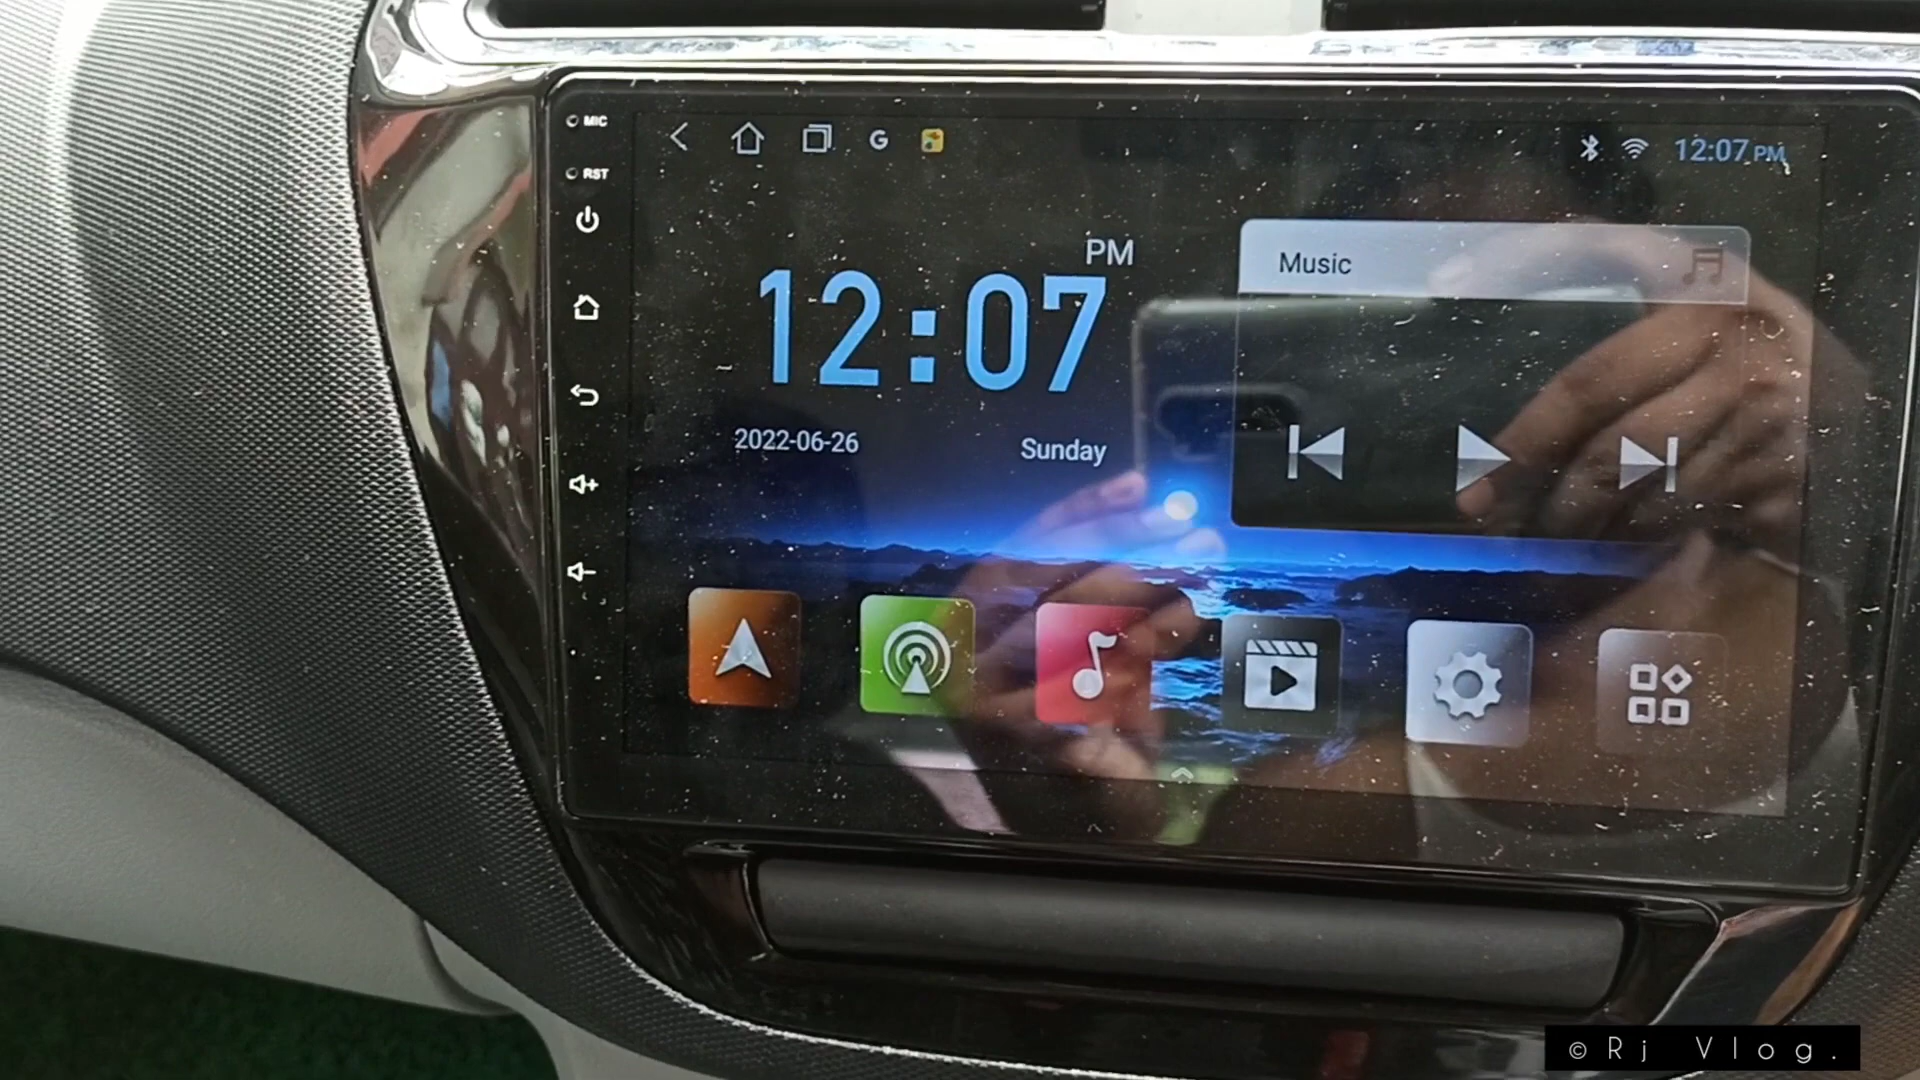 MIC
RST
G
12:07 PM
PM
12:07
2022-06-26
Sunday
Music
© Rj Vlog.